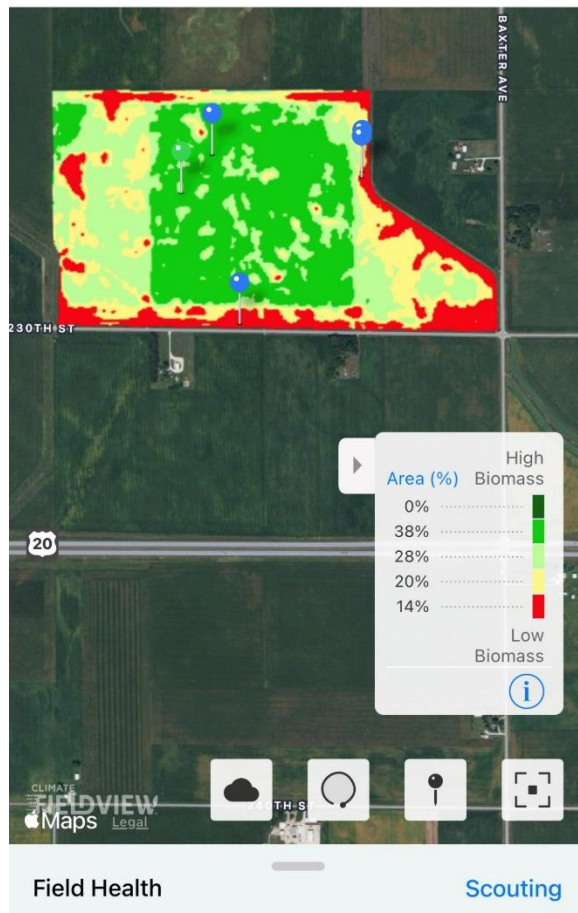 BAXTER AVE
230TH ST
High
Area (%) Biomass
0%
38%
28%
20%
14%
Low
Biomass
i
20
CLIMATE
FIELDVIEW
Maps Legal
240TH ST
Field Health
Scouting